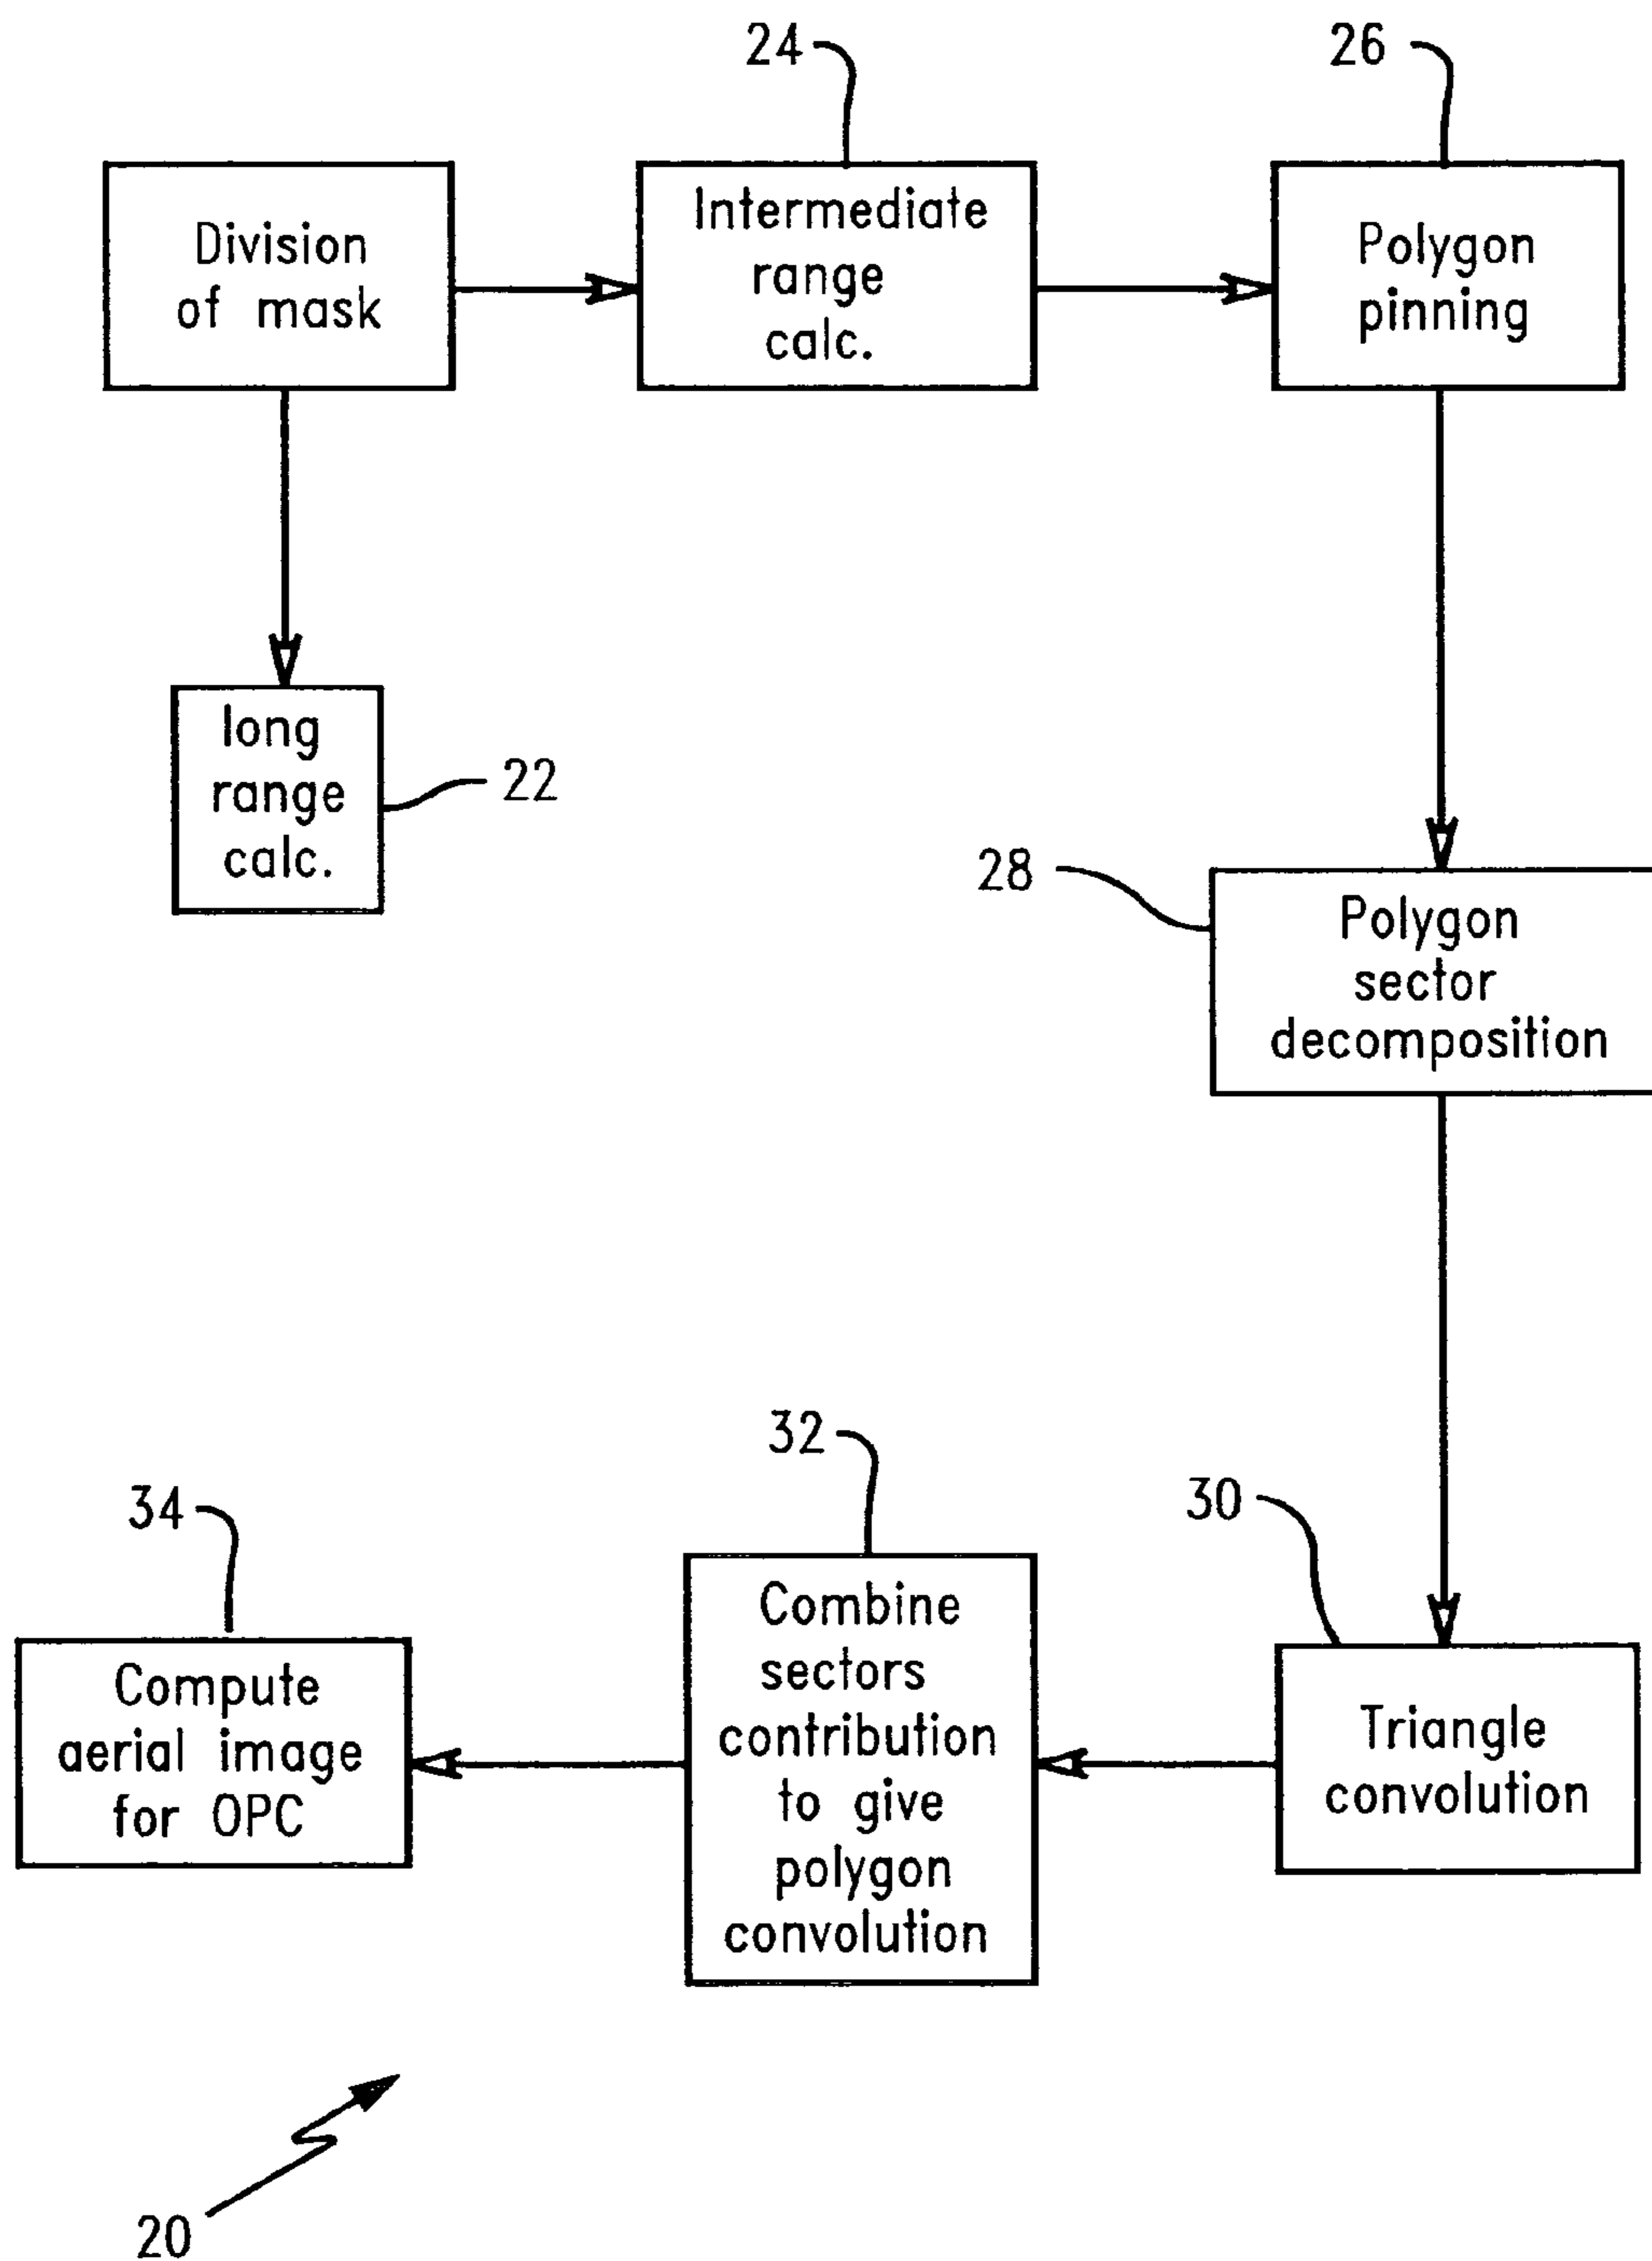 24
26
Division
of mask
Intermediate
range
calc.
Polygon
pinning
long
range
calc.
22
28
Polygon
sector
decomposition
32
34
30
Combine
sectors
contribution
to give
polygon
convolution
Compute
aerial image
for OPC
Triangle
convolution
20